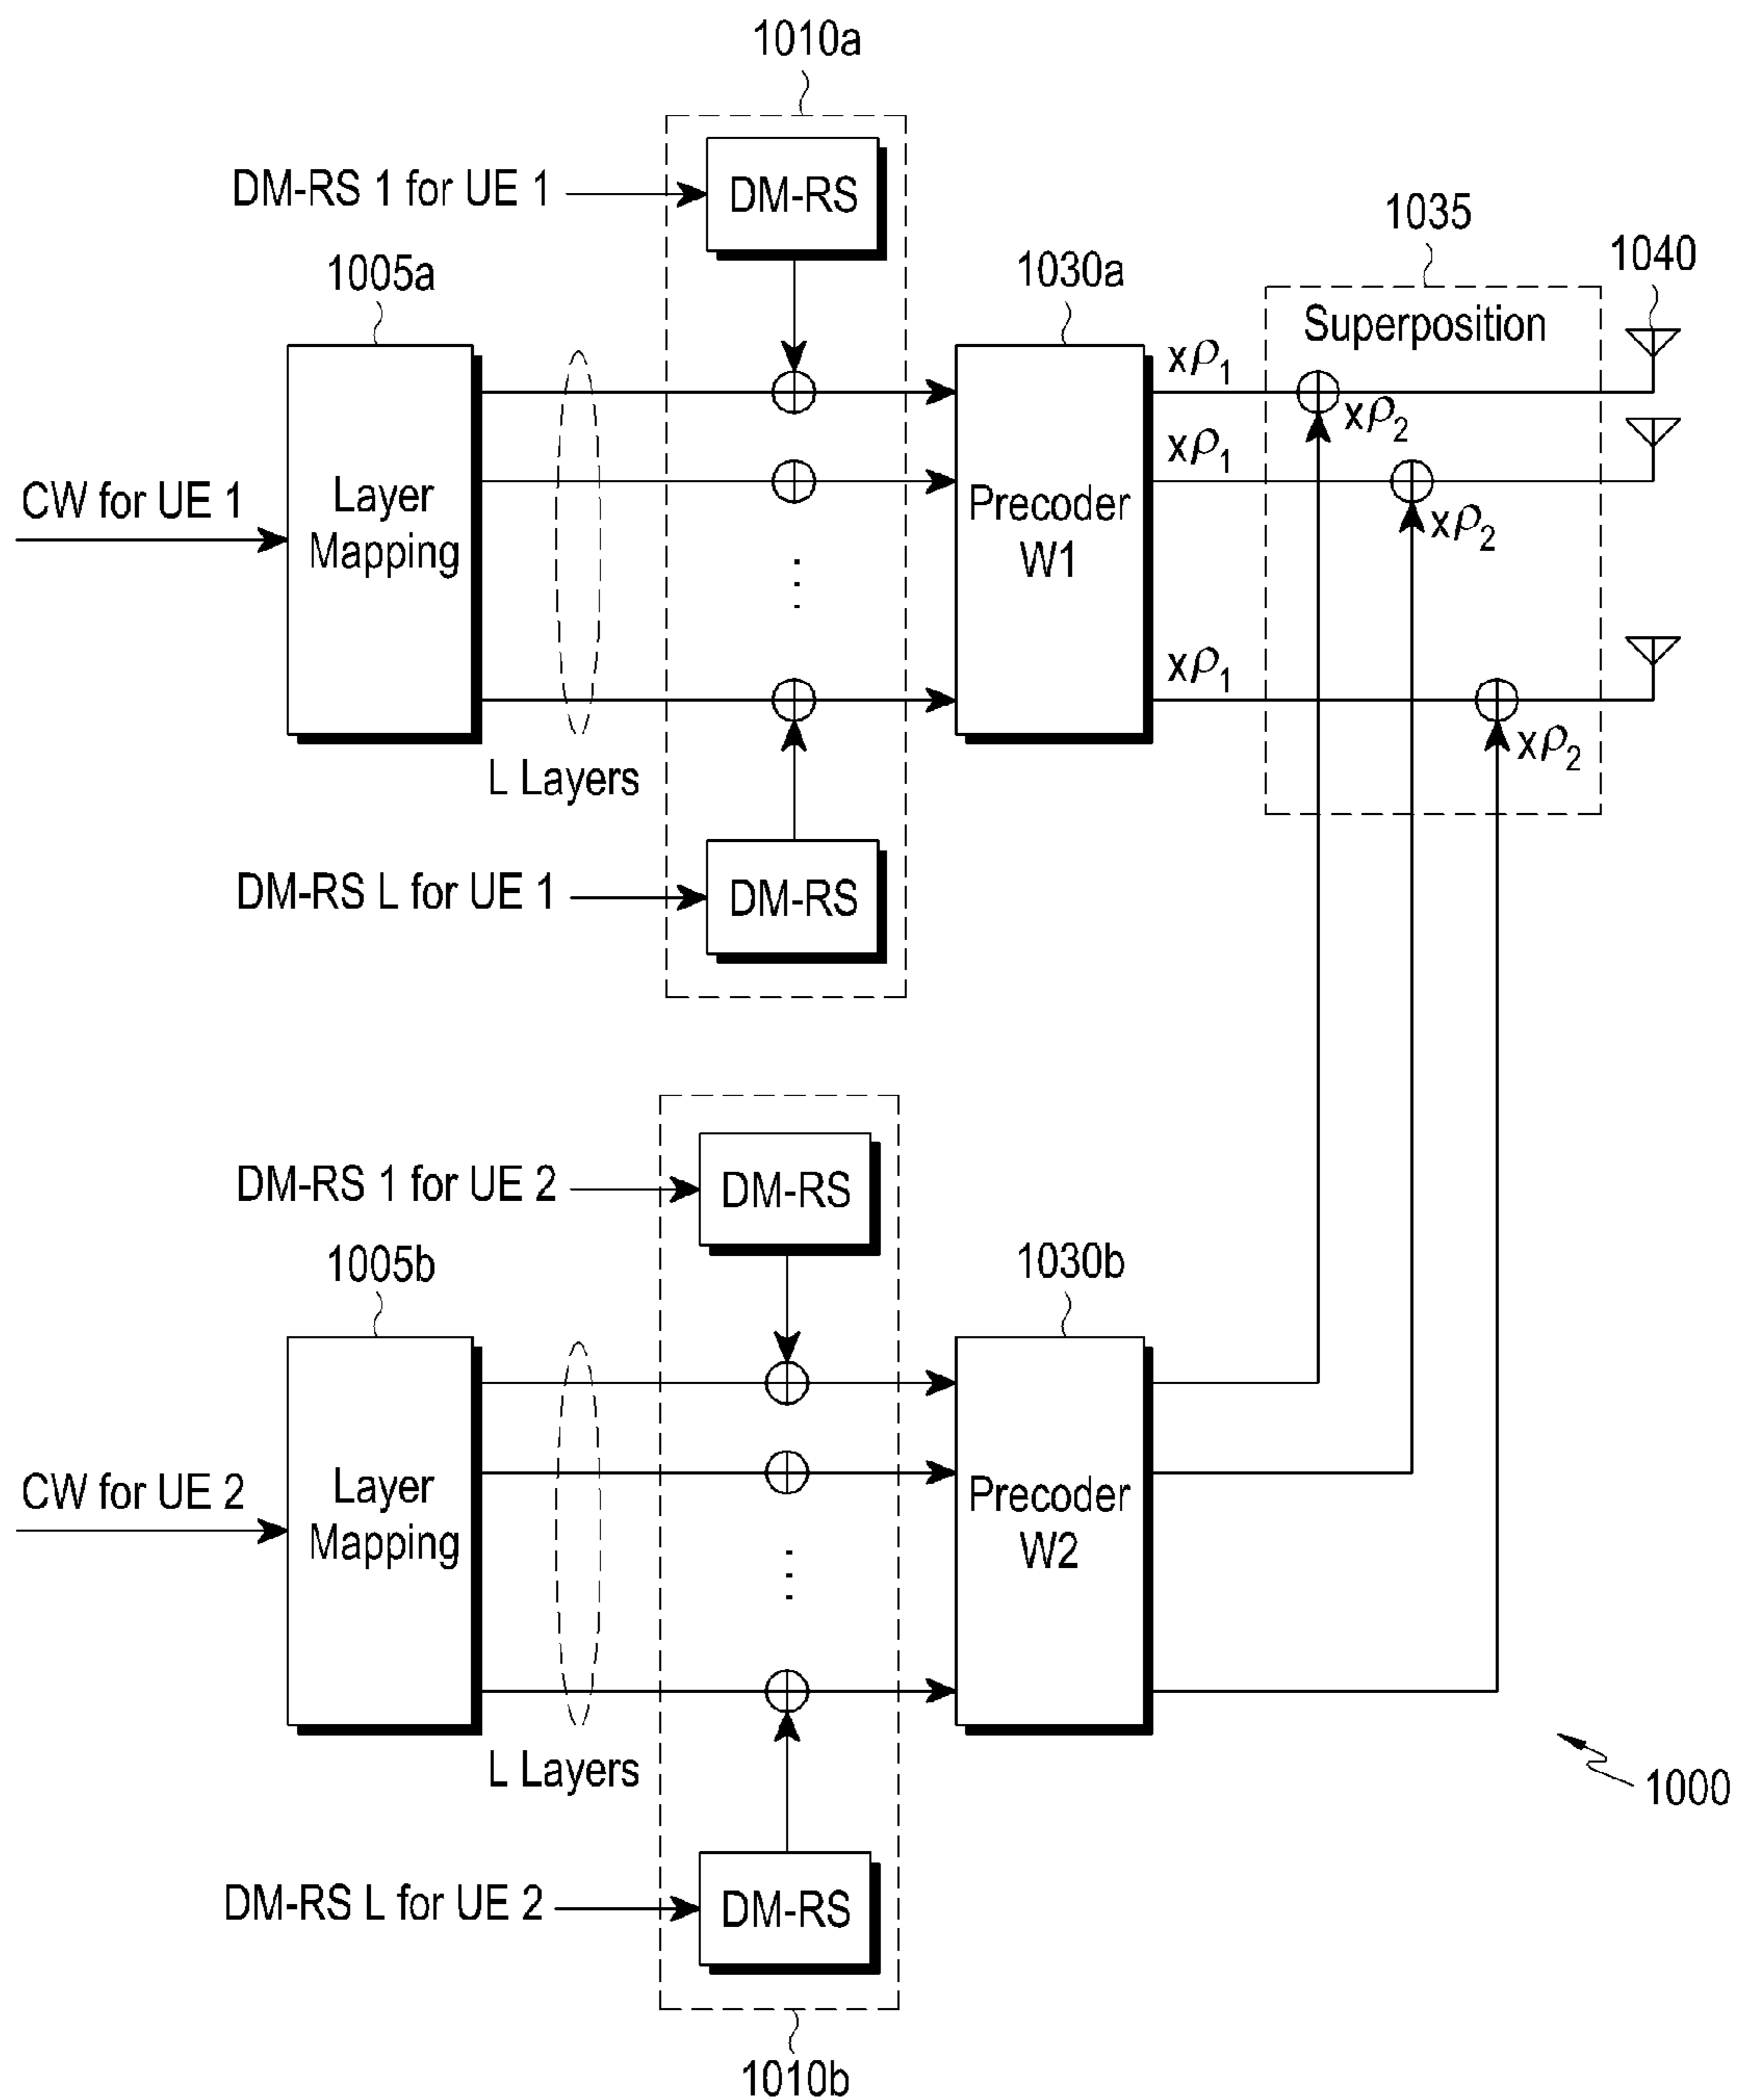 1010a
DM-RS 1 for UE 1
DM-RS
1035
1040
1005a
1030a
Superposition
xρ1
xρ2
xρ1
xρ2
CW for UE 1
Layer
Mapping
Precoder
W1
xρ1
xρ2
L Layers
DM-RS L for UE 1
DM-RS
DM-RS 1 for UE 2
DM-RS
1005b
1030b
CW for UE 2
Layer
Mapping
Precoder
W2
L Layers
1000
DM-RS L for UE 2
DM-RS
1010b